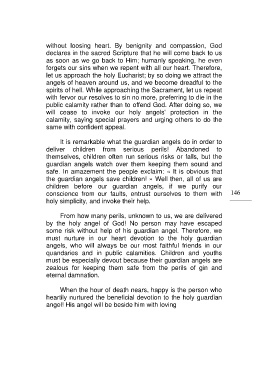 without loosing heart. By benignity and compassion, God
declares in the sacred Scripture that he will come back to us
as soon as we go back to Him; humanly speaking, he even
forgets our sins when we repent with all our heart. Therefore,
let us approach the holy Eucharist; by so doing we attract the
angels of heaven around us, and we become dreadful to the
spirits of hell. While approaching the Sacrament, let us repeat
with fervor our resolves to sin no more, preferring to die in the
public calamity rather than to offend God. After doing so, we
will cease to invoke our holy angels' protection in the
calamity, saying special prayers and urging others to do the
same with confident appeal.
It is remarkable what the guardian angels do in order to
deliver children from serious perils! Abandoned to
themselves, children often run serious risks or falls, but the
guardian angels watch over them keeping them sound and
safe. In amazement the people exclaim: « It is obvious that
the guardian angels save children! » Well then, all of us are
children before our guardian angels, if we purify our
conscience from our faults, entrust ourselves to them with
holy simplicity, and invoke their help.
146
From how many perils, unknown to us, we are delivered
by the holy angel of God! No person may have escaped
some risk without help of his guardian angel. Therefore, we
must nurture in our heart devotion to the holy guardian
angels, who will always be our most faithful friends in our
quandaries and in public calamities. Children and youths
must be especially devout because their guardian angels are
zealous for keeping them safe from the perils of gin and
eternal damnation.
When the hour of death nears, happy is the person who
heartily nurtured the beneficial devotion to the holy guardian
angel! His angel will be beside him with loving